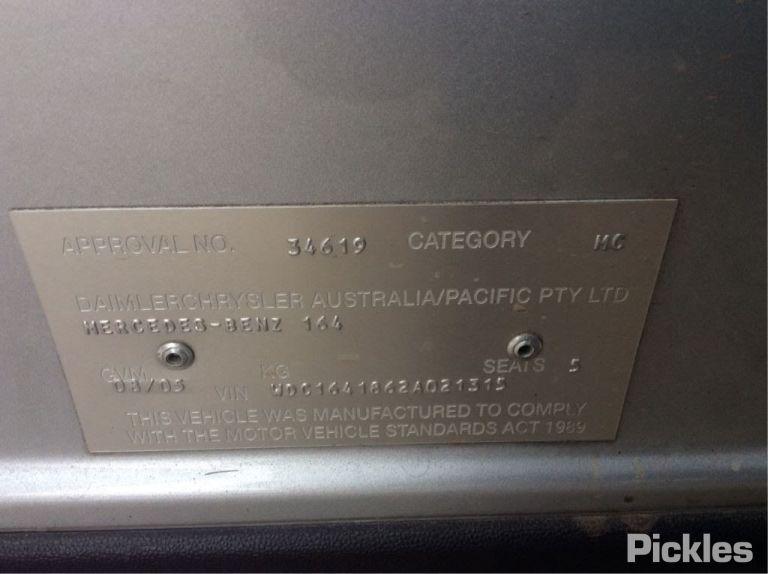 APPROVAL NO. 34619 CATEGORY MC
DAIMLERCHRYSLER AUSTRALIA/PACIFIC PTY LTD
MERCEDES-BENZ 164
GVM KG SEATS 5
08/05 VIN WDC1641862A021315
THIS VEHICLE WAS MANUFACTURED TO COMPLY
WITH THE MOTOR VEHICLE STANDARDS ACT 1989
Pickles